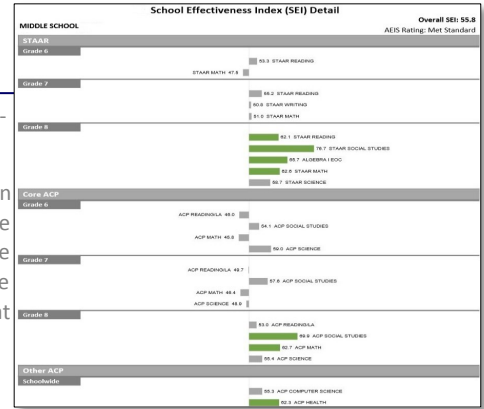 School Effectiveness Index (SEI) Detail
Overall SEI: 55.8
MIDDLE SCHOOL
AEIS Rating: Met Standard
STAAR
Grade 6
53.3 STAAR READING
STAAR MATH 47.8
Grade 7
55.2 STAAR READING
50.8 STAAR WRITING
51.0 STAAR MATH
Grade 8
62.1 STAAR READING
76.7 STAAR SOCIAL STUDIES
65.7 ALGEBRA I EOC
62.6 STAAR MATH
58.7 STAAR SCIENCE
Core ACP
Grade 6
ACP READING/LA 46.0
54.1 ACP SOCIAL STUDIES
ACP MATH 45.8
59.0 ACP SCIENCE
Grade 7
ACP READING/LA 49.7
57.6 ACP SOCIAL STUDIES
ACP MATH 46.4
ACP SCIENCE 48.9
Grade 8
53.0 ACP READING/LA
69.9 ACP SOCIAL STUDIES
62.7 ACP MATH
55.4 ACP SCIENCE
Other ACP
Schoolwide
55.3 ACP COMPUTER SCIENCE
62.3 ACP HEALTH